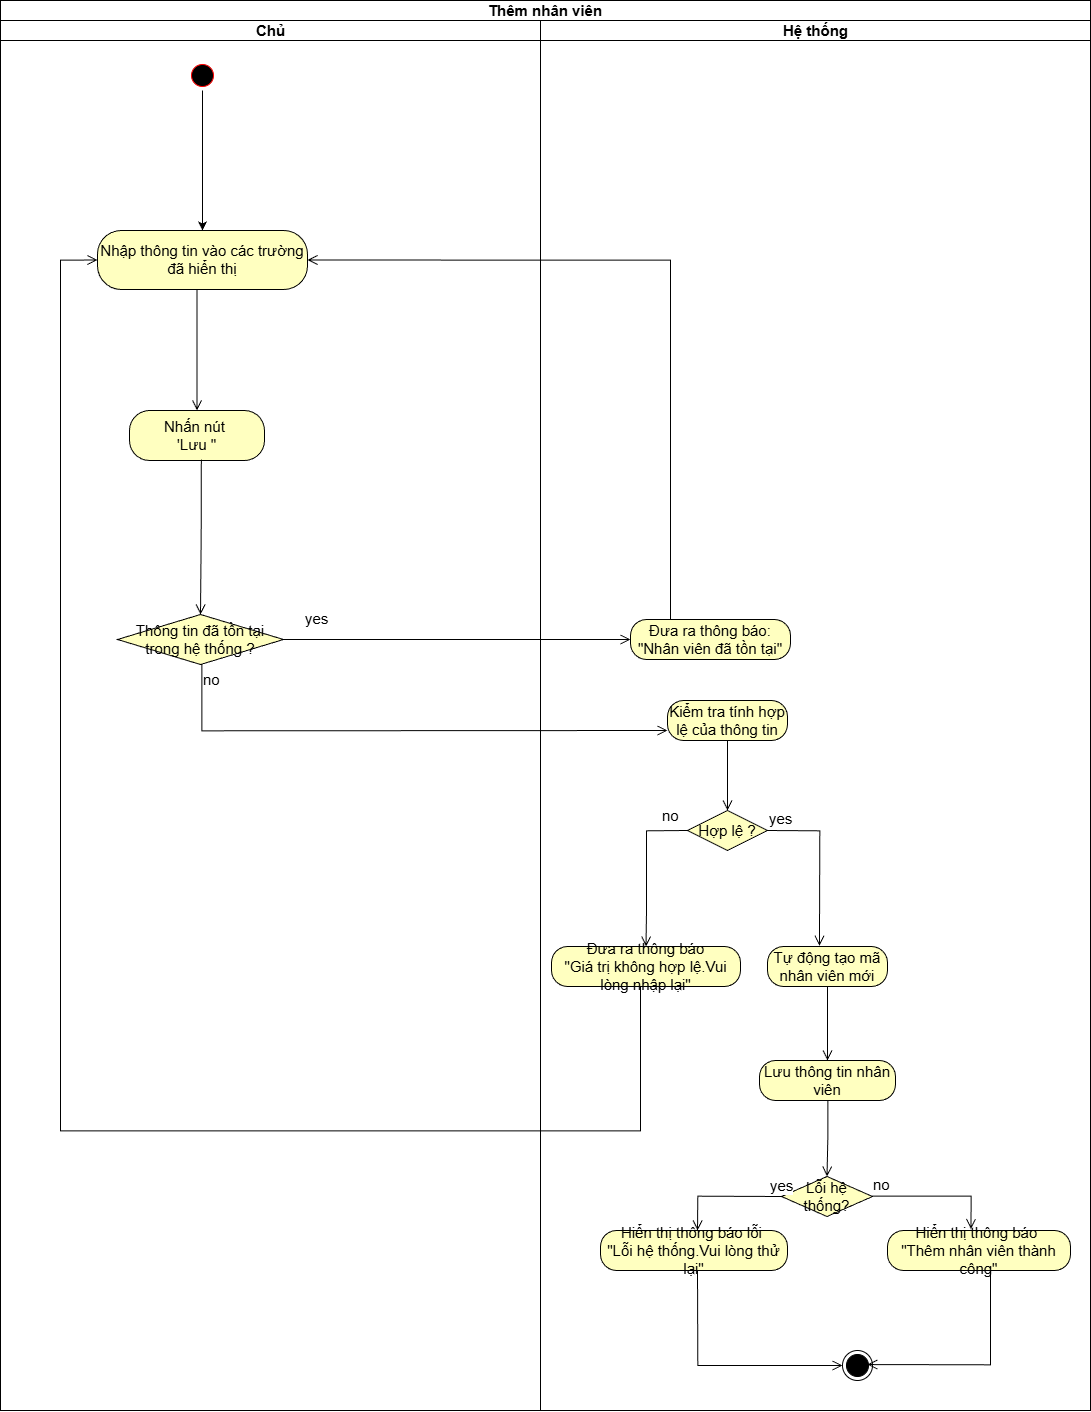 Thêm nhân viên
Chủ
Hệ thống
Nhập thông tin vào các trường
đã hiển thị
Nhấn nút
'Lưu "
Thông tin đã tồn tại
trong hệ thống ?
yes
no
Đưa ra thông báo:
"Nhân viên đã tồn tại"
Kiểm tra tính hợp
lệ của thông tin
Hợp lệ ?
no
yes
Đưa ra thông báo
"Giá trị không hợp lệ.Vui
lòng nhập lại"
Tự động tạo mã
nhân viên mới
Lưu thông tin nhân
viên
Lỗi hệ
thống?
yes
no
Hiển thị thông báo lỗi
"Lỗi hệ thống.Vui lòng thử
lại"
Hiển thị thông báo
"Thêm nhân viên thành
công"